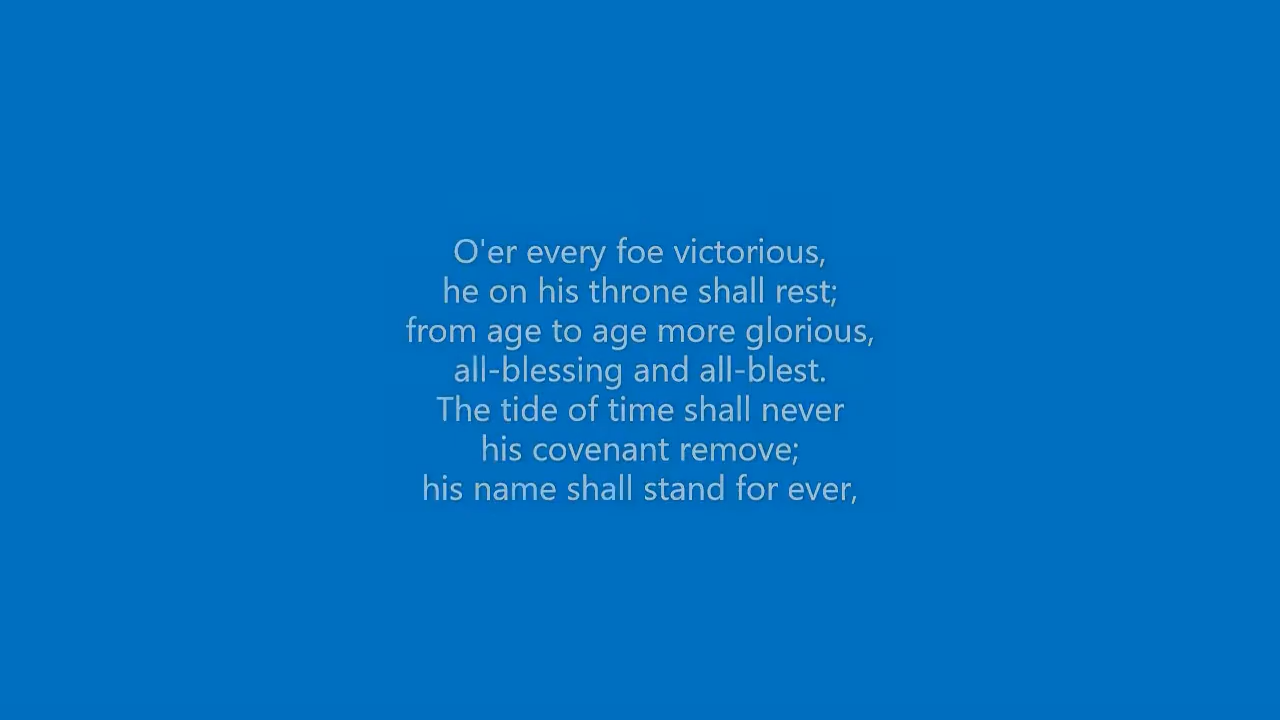 O'er every foe victorious,
he on his throne shall rest;
from age to age more glorious,
all-blessing and all-blest.
The tide of time shall never
his covenant remove;
his name shall stand for ever,